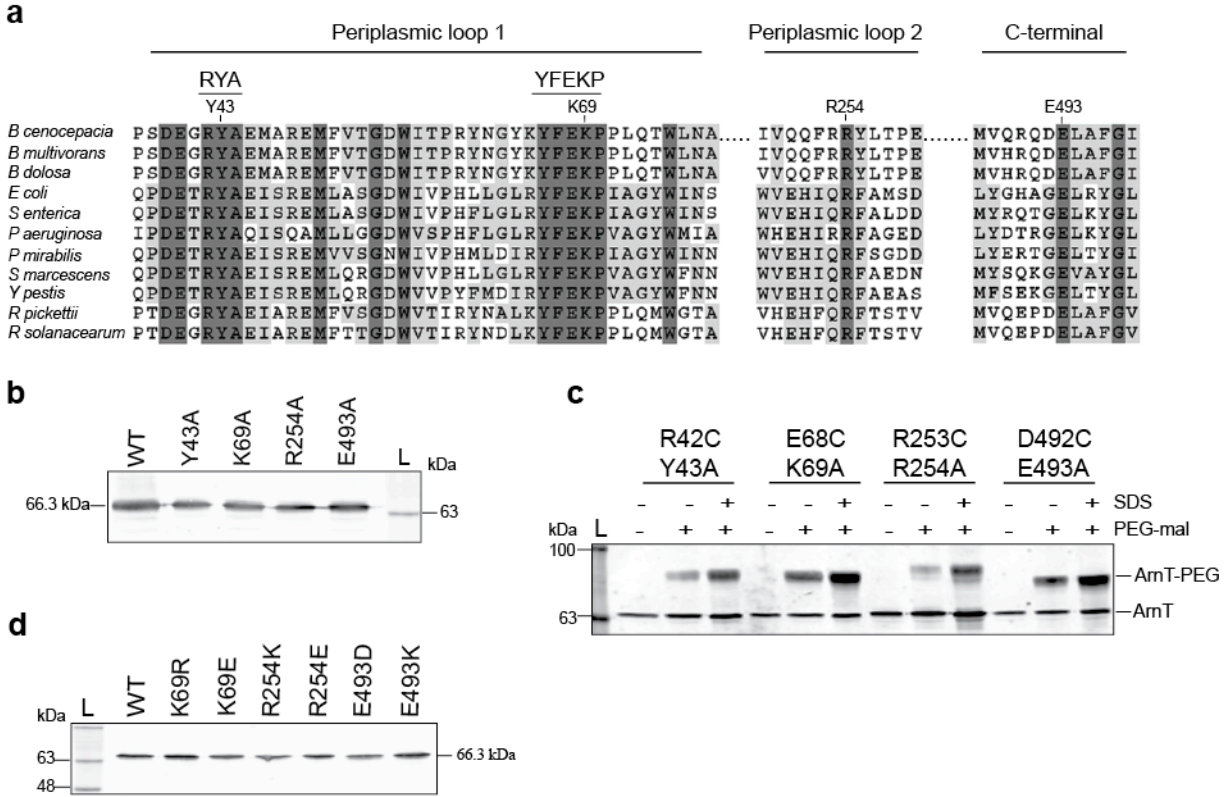 a
Periplasmic loop 1 Periplasmic loop 2 C-terminal
RYA YFEKP
Y43 K69 R254 E493
B cenocepacia PSDEGRYAEMAREMFVTGDWITPRYNGYKYFEKPPLQTWLNA ..... IVQQFRRYLTPE ...... MVQRQDELAFGI
B multivorans PSDEGRYAEMAREMFVTGDWITPRYNGYKYFEKPPLQTWLNA IVQQFRRYLTPE MVHRQDELAFGI
B dolosa PSDEGRYAEMAREMFVTGDWITPRYNGYKYFEKPPLQTWLNA VVQQFRRYLTPE MVHRQDELAFGI
E coli QPDETRYAEISREMLASGDWIVPHLLGLRYFEKPIAGYWINS WVEHIQRFAMSD LYGHAGELRYGL
S enterica QPDETRYAEISREMLASGDWIVPHFLGLRYFEKPIAGYWINS WVEHIQRFALDD MYRQTGELKYGL
P aeruginosa IPDETRYAQISQAMLLGGDWVSPHFLGLRYFEKPIAGYWMIA WVEHIRRFAGED LYDTRGELKYGL
P mirabilis QPDETRYAEISREMVVSGNWIVPHMLDIRYFEKPIAGYWINN WVEHIQRFSGDD LYERTGELTYGL
S marcescens QPDETRYAEISREMLQRGDWVVPHLLGLRYFEKPVAGYWFNN WVEHIQRFAEDN MYSQKGEVAYGL
Y pestis QPDETRYAEISREMLQRGDWVVPYFMDIRYFEKPVAGYWFNN WVEHIQRFAEAS MFSEKGELTYGL
R pickettii PTDEGRYAEIAREMFVSGDWVTIRYNALKYFEKPPLQMWGTA VHEHFQRFTSTV MVQEPDELAFGV
R solanacearum PTDEGRYAEIAREMFTTGDWVTIRYNDLKYFEKPPLQMWGTA VHEHFQRFTSTV MVQEPDELAFGV
b
WT Y43A K69A R254A E493A L
kDa
66.3 kDa 63
c
R42C E68C R253C D492C
Y43A K69A R254A E493A
- - + - - + - - + - - + SDS
- + + - + + - + + - + + PEG-mal
kDa L
100
ArnT-PEG
63 ArnT
d
L WT K69R K69E R254K R254E E493D E493K
kDa
63 66.3 kDa
48